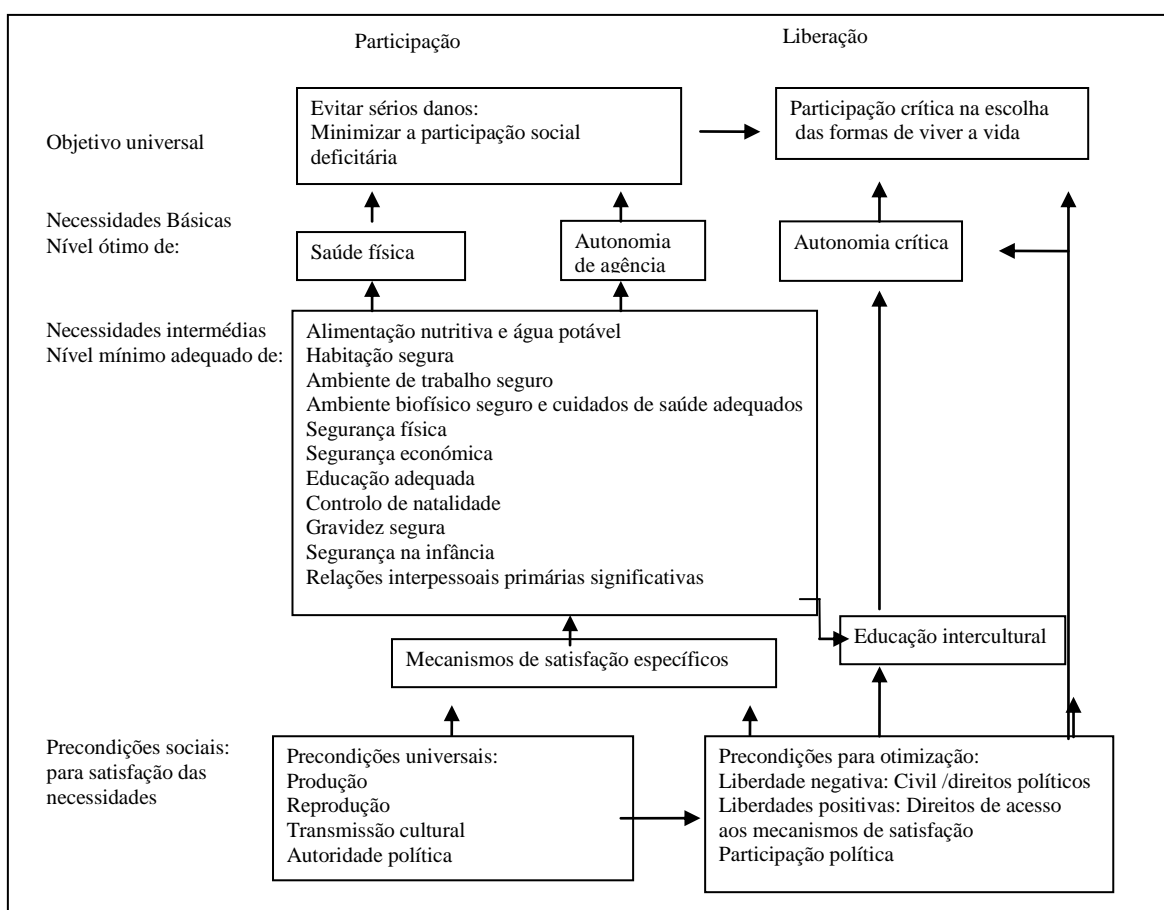 Participação
Liberação
Objetivo universal
Evitar sérios danos:
Minimizar a participação social
deficitária
Participação crítica na escolha
das formas de viver a vida
Necessidades Básicas
Nível ótimo de:
Saúde física
Autonomia
de agência
Autonomia crítica
Necessidades intermédias
Nível mínimo adequado de:
Alimentação nutritiva e água potável
Habitação segura
Ambiente de trabalho seguro
Ambiente biofísico seguro e cuidados de saúde adequados
Segurança física
Segurança económica
Educação adequada
Controlo de natalidade
Gravidez segura
Segurança na infância
Relações interpessoais primárias significativas
Educação intercultural
Mecanismos de satisfação específicos
Precondições sociais:
para satisfação das
necessidades
Precondições universais:
Produção
Reprodução
Transmissão cultural
Autoridade política
Precondições para otimização:
Liberdade negativa: Civil /direitos políticos
Liberdades positivas: Direitos de acesso
aos mecanismos de satisfação
Participação política